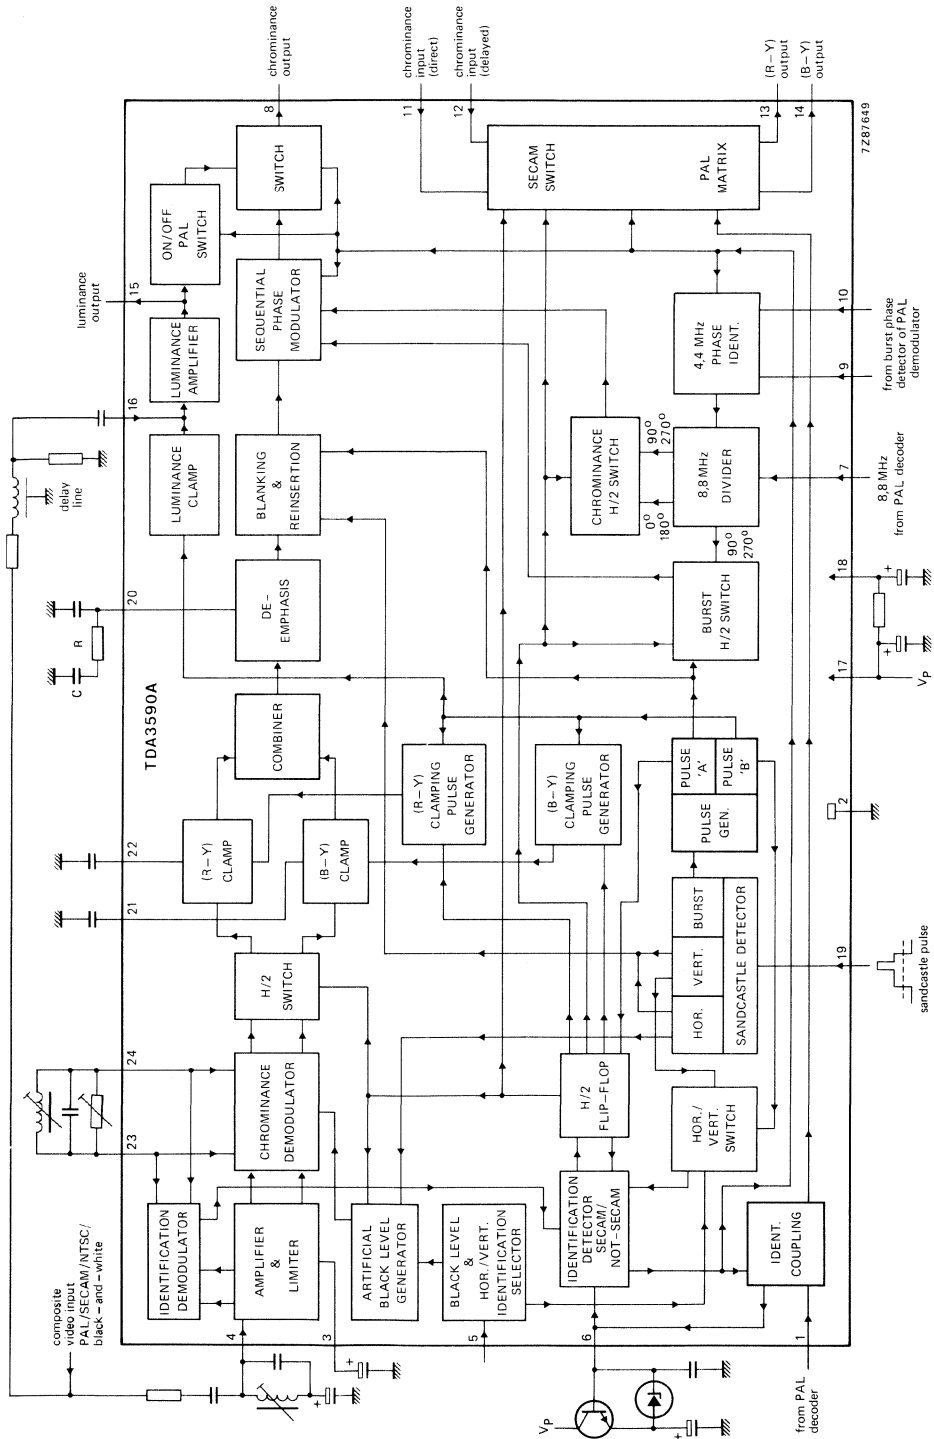 composite
video input
PAL/SECAM/NTSC/
black-and-white
delay
line
luminance
output
chrominance
output
chrominance
input
(direct)
chrominance
input
(delayed)
(R–Y)
output
(B–Y)
output
TDA3590A
23
24
21
22
C
R
20
16
15
4
3
5
6
1
8
11
12
13
14
IDENTIFICATION
DEMODULATOR
AMPLIFIER
AND
LIMITER
CHROMINANCE
DEMODULATOR
H/2
SWITCH
(R–Y)
CLAMP
(B–Y)
CLAMP
COMBINER
DE–
EMPHASIS
LUMINANCE
CLAMP
BLANKING
&
REINSERTION
LUMINANCE
AMPLIFIER
SEQUENTIAL
PHASE
MODULATOR
ON/OFF
PAL
SWITCH
SWITCH
ARTIFICIAL
BLACK LEVEL
GENERATOR
BLACK LEVEL
&
HOR./VERT.
IDENTIFICATION
SELECTOR
IDENTIFICATION
DETECTOR
SECAM/
NOT–SECAM
H/2
FLIP–FLOP
HOR./
VERT.
SWITCH
IDENT.
COUPLING
(R–Y)
CLAMPING
PULSE
GENERATOR
(B–Y)
CLAMPING
PULSE
GENERATOR
HOR.
VERT.
BURST
SANDCASTLE DETECTOR
PULSE
GEN.
PULSE
'A'
PULSE
'B'
BURST
H/2 SWITCH
CHROMINANCE
H/2 SWITCH
0°
180°
90°
270°
90°
270°
8,8 MHz
DIVIDER
4,4 MHz
PHASE
IDENT.
SECAM
SWITCH
PAL
MATRIX
Vp
+
+
+
+
+
from PAL
decoder
19
sandcastle pulse
2
17
Vp
18
7
8,8 MHz
from PAL decoder
9
10
from burst phase
detector of PAL
demodulator
7Z87649